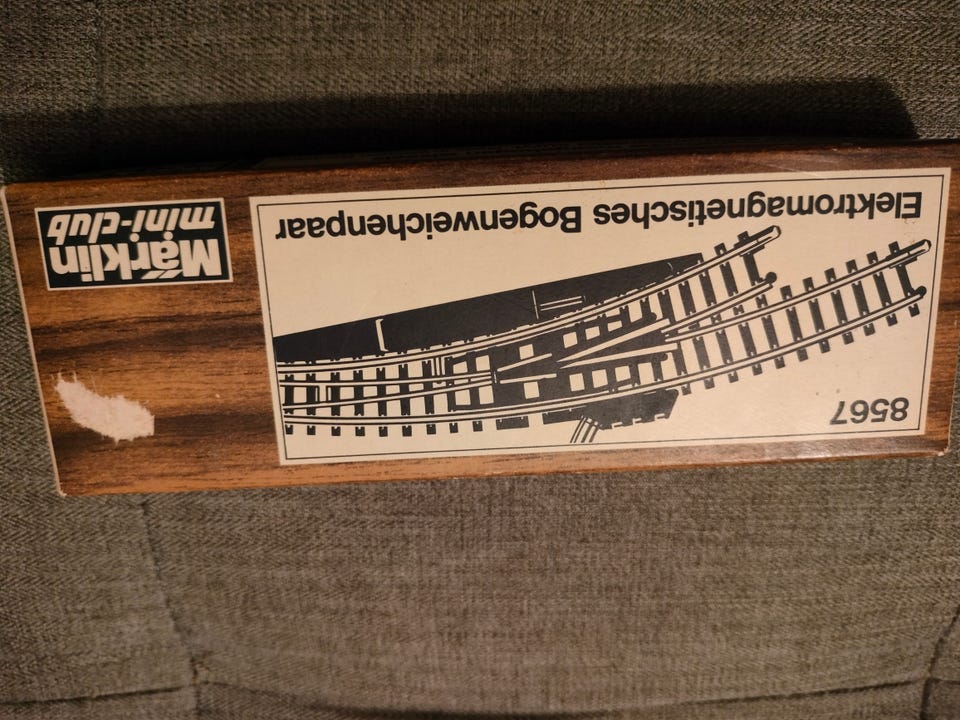 8567
Elektromagnetisches Bogenweichenpaar
Märklin
mini-club